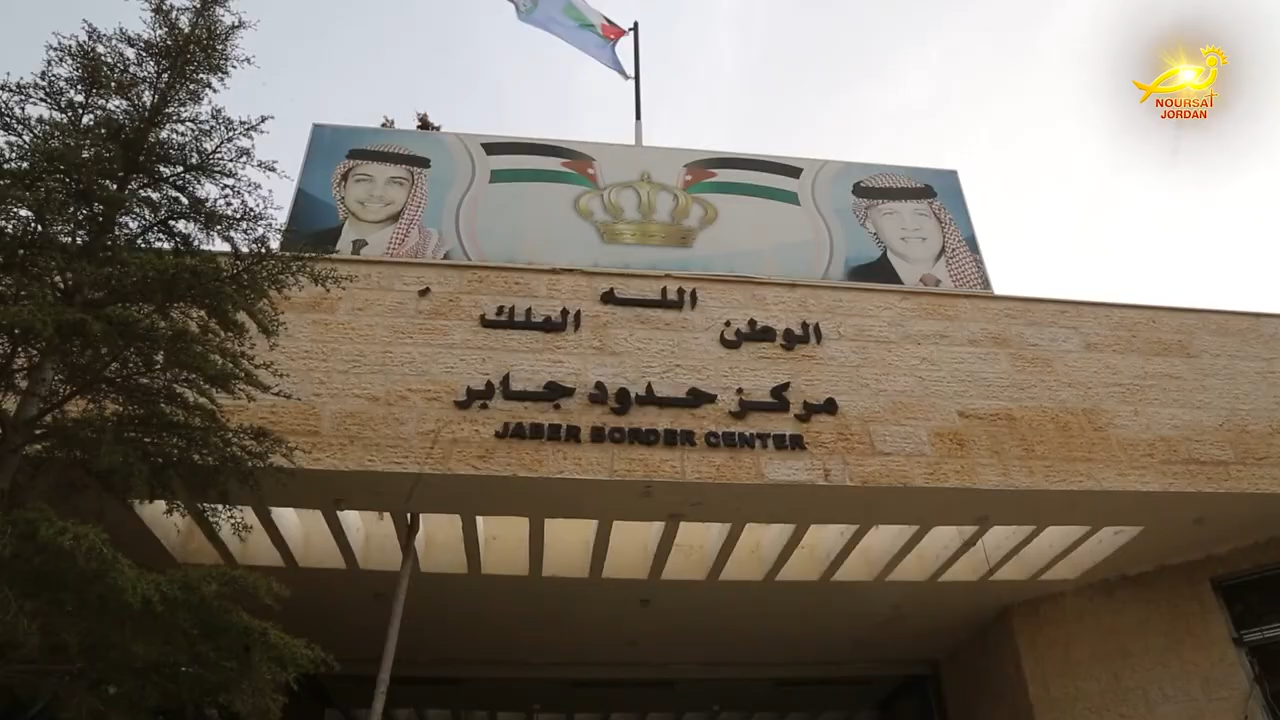 الله
الوطن الملك
مركز حدود جابر
JABER BORDER CENTER
NOURSAT
JORDAN